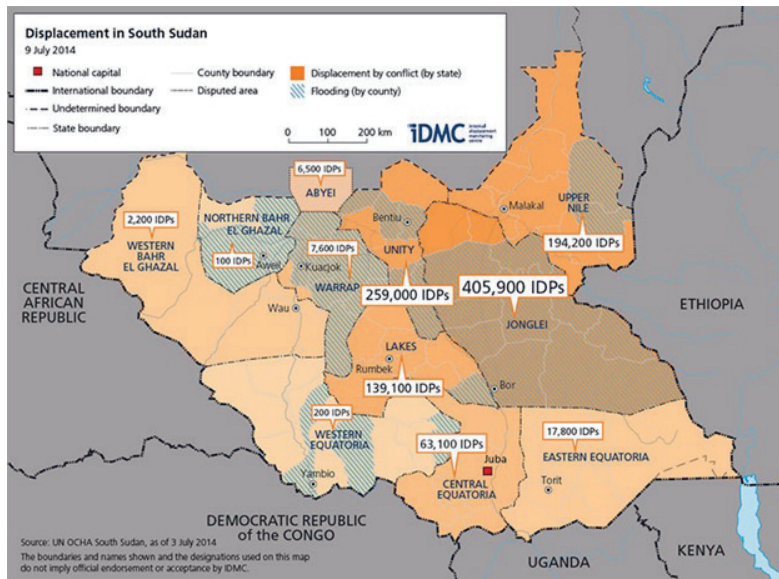 Displacement in South Sudan
9 July 2014
National capital
International boundary
Undetermined boundary
State boundary
County boundary
Disputed area
Displacement by conflict (by state)
Flooding (by county)
0 100 200 km
iDMC
internal
displacement
monitoring
centre
6,500 IDPs
ABYEI
2,200 IDPs
WESTERN
BAHR
EL GHAZAL
NORTHERN BAHR
EL GHAZAL
100 IDPs
Aweil
7,600 IDPs
Kuacjok
WARRAP
Bentiu
UNITY
259,000 IDPs
Malakal
UPPER
NILE
194,200 IDPs
405,900 IDPs
JONGLEI
CENTRAL
AFRICAN
REPUBLIC
ETHIOPIA
Wau
LAKES
Rumbek
139,100 IDPs
Bor
200 IDPs
WESTERN
EQUATORIA
Yambio
63,100 IDPs
Juba
CENTRAL
EQUATORIA
17,800 IDPs
EASTERN EQUATORIA
Torit
DEMOCRATIC REPUBLIC
of the CONGO
UGANDA
KENYA
Source: UN OCHA South Sudan, as of 3 July 2014
The boundaries and names shown and the designations used on this map
do not imply official endorsement or acceptance by IDMC.